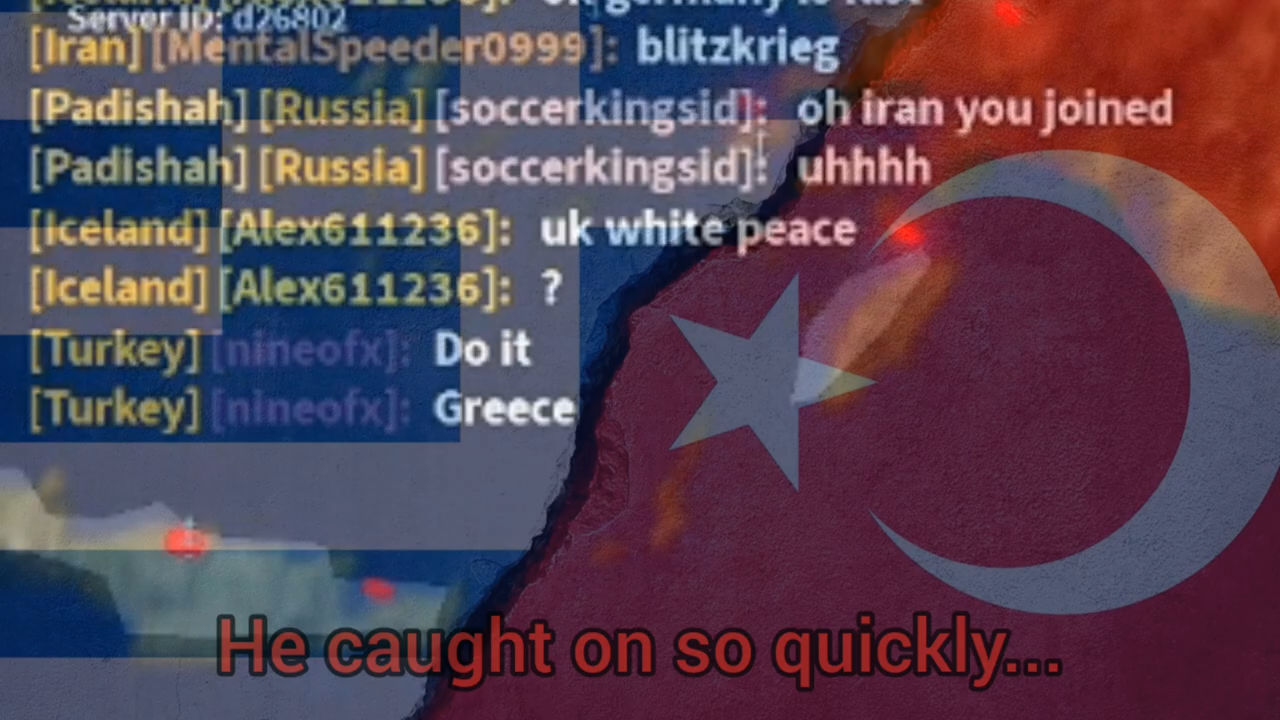 Server ip: d26802
[Iran] [MentalSpeeder0999]: blitzkrieg
[Padishah] [Russia] [soccerkingsid]: oh iran you joined
[Padishah] [Russia] [soccerkingsid]: uhhhh
[Iceland] [Alex611236]: uk white peace
[Iceland] [Alex611236]: ?
[Turkey] [nineofx]: Do it
[Turkey] [nineofx]: Greece
He caught on so quickly...